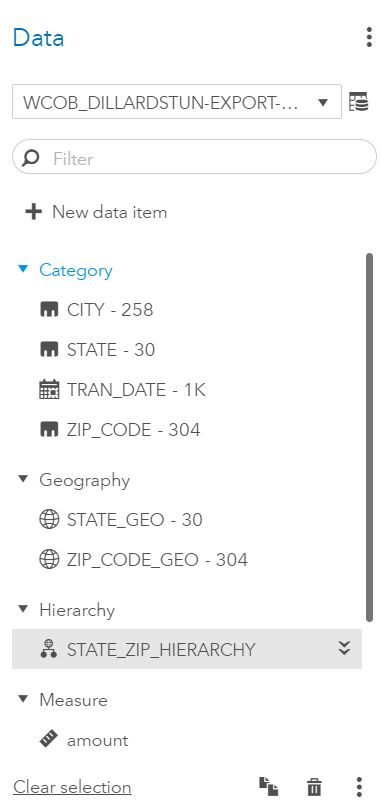 Data
WCOB_DILLARDSTUN-EXPORT-...
Filter
New data item
Category
CITY - 258
STATE - 30
TRAN_DATE - 1K
ZIP_CODE - 304
Geography
STATE_GEO - 30
ZIP_CODE_GEO - 304
Hierarchy
STATE_ZIP_HIERARCHY
Measure
amount
Clear selection